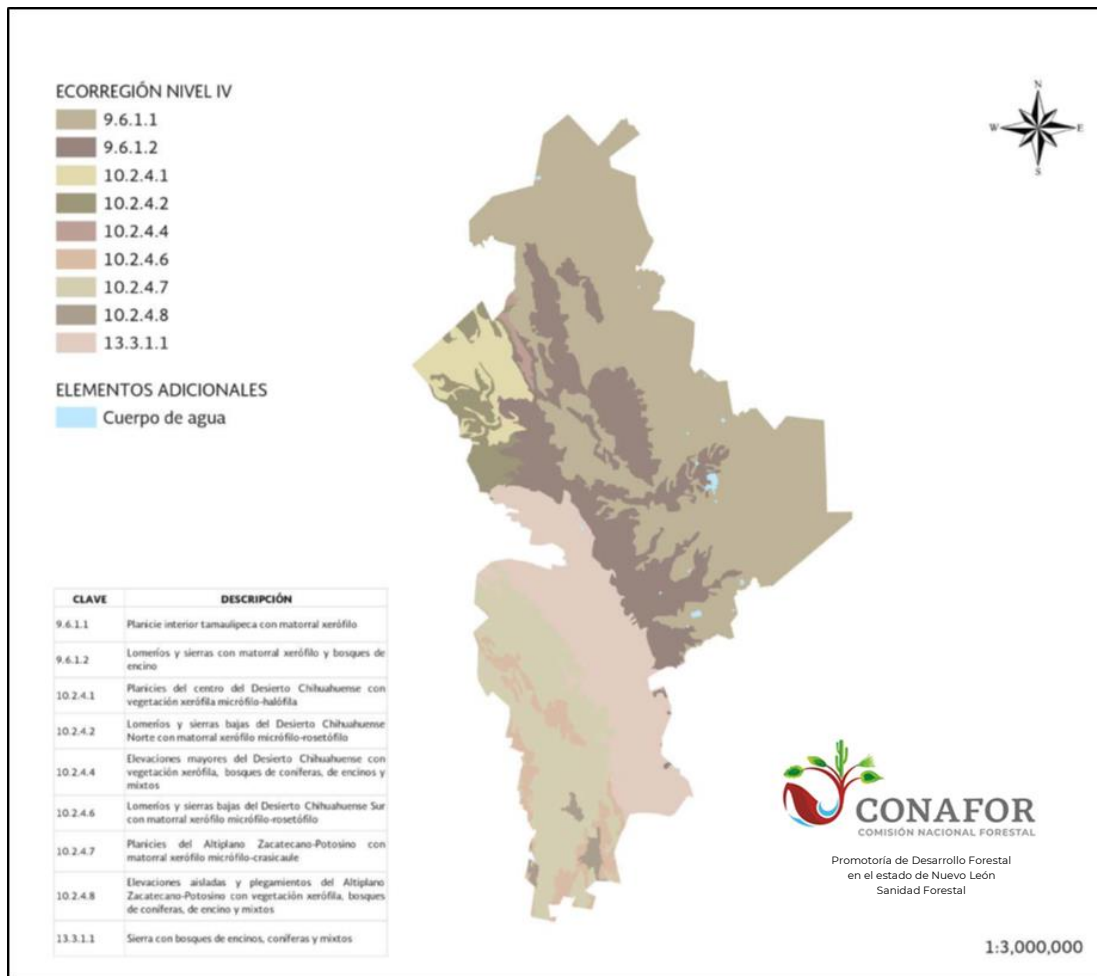 ECORREGIÓN NIVEL IV
9.6.1.1
9.6.1.2
10.2.4.1
10.2.4.2
10.2.4.4
10.2.4.6
10.2.4.7
10.2.4.8
13.3.1.1
ELEMENTOS ADICIONALES
Cuerpo de agua
N
W E
S
CLAVE DESCRIPCIÓN
9.6.1.1 Planicie interior tamaulipeca con matorral xerófilo
9.6.1.2 Lomeríos y sierras con matorral xerófilo y bosques de
encino
10.2.4.1 Planicies del centro del Desierto Chihuahuense con
vegetación xerófila micrófilo-halófila
10.2.4.2 Lomeríos y sierras bajas del Desierto Chihuahuense
Norte con matorral xerófilo micrófilo-rosetófilo
10.2.4.4 Elevaciones mayores del Desierto Chihuahuense con
vegetación xerófila, bosques de coníferas, de encinos y
mixtos
10.2.4.6 Lomeríos y sierras bajas del Desierto Chihuahuense Sur
con matorral xerófilo micrófilo-rosetófilo
10.2.4.7 Planicies del Altiplano Zacatecano-Potosino con
matorral xerófilo micrófilo-crasicaule
10.2.4.8 Elevaciones aisladas y plegamientos del Altiplano
Zacatecano-Potosino con vegetación xerófila, bosques
de coníferas, de encino y mixtos
13.3.1.1 Sierra con bosques de encinos, coníferas y mixtos
CONAFOR
COMISIÓN NACIONAL FORESTAL
Promotoría de Desarrollo Forestal
en el estado de Nuevo León
Sanidad Forestal
1:3,000,000